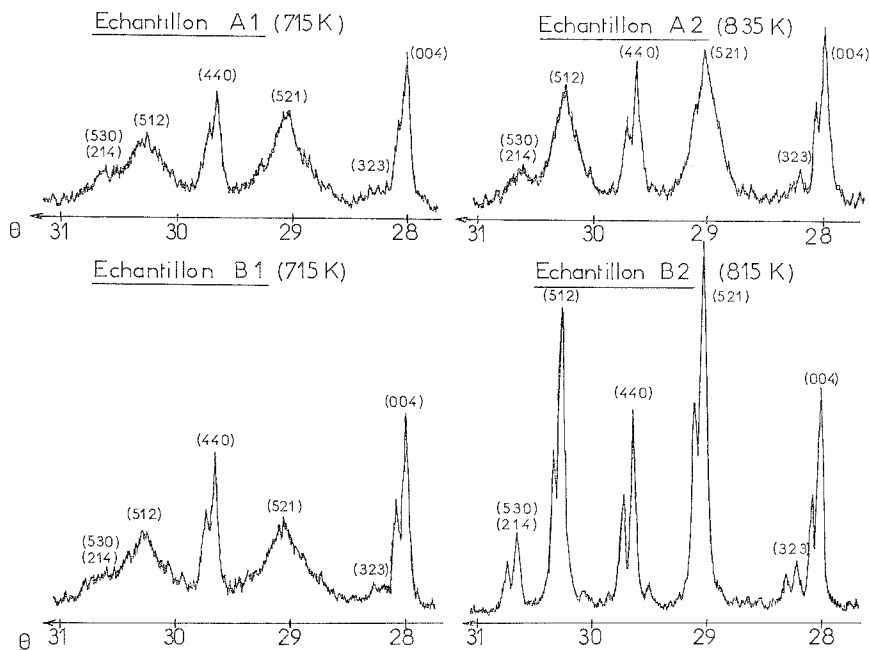 Echantillon A1 (715 K)
(004)
(440)
(521)
(512)
(530)
(214)
(323)
θ
31 30 29 28
Echantillon A2 (835 K)
(440)
(521)
(004)
(512)
(530)
(214)
(323)
31 30 29 28
Echantillon B1 (715 K)
(004)
(440)
(521)
(512)
(530)
(214)
(323)
θ
31 30 29 28
Echantillon B2 (815 K)
(512)
(521)
(004)
(440)
(530)
(214)
(323)
31 30 29 28